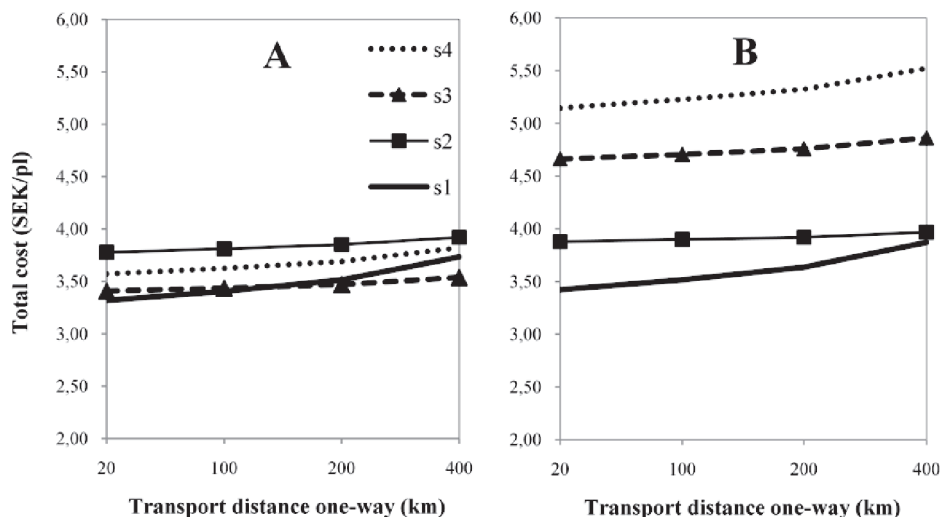 A
B
s4
s3
s2
s1
Total cost (SEK/pl)
6,00
5,50
5,00
4,50
4,00
3,50
3,00
2,50
2,00
20 100 200 400
Transport distance one-way (km)
6,00
5,50
5,00
4,50
4,00
3,50
3,00
2,50
2,00
20 100 200 400
Transport distance one-way (km)